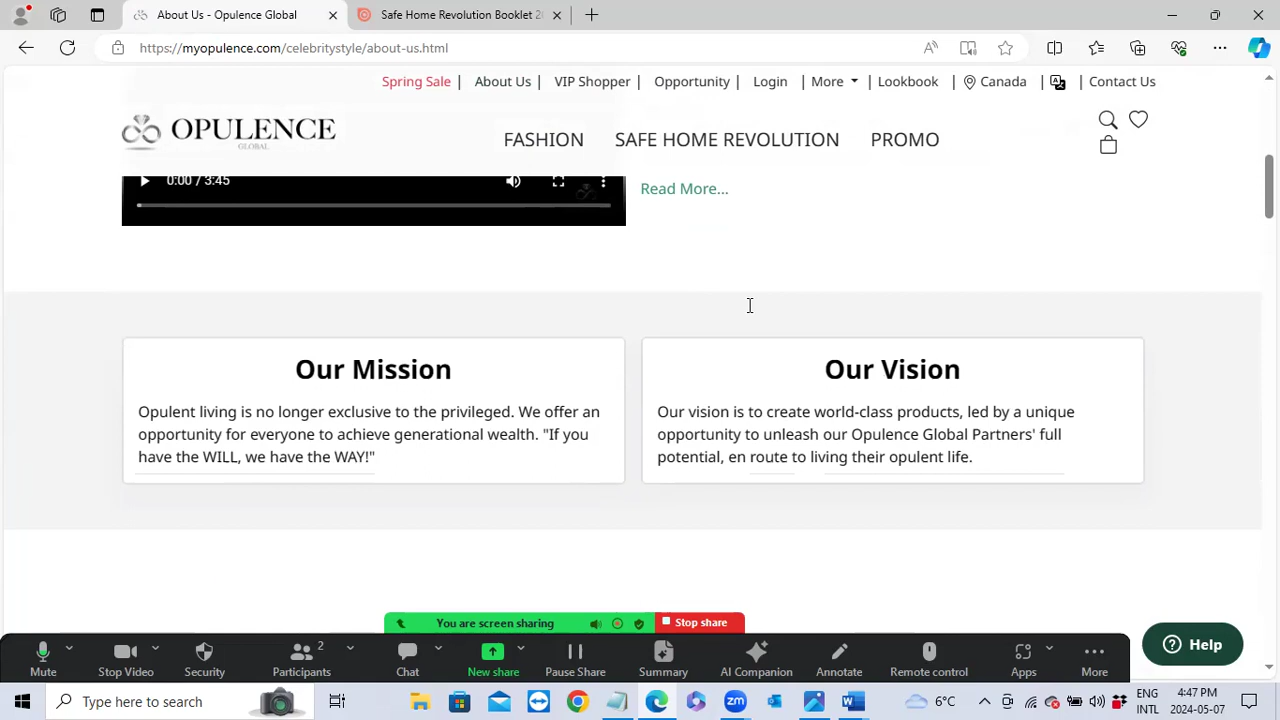 About Us - Opulence Global
Home Revolution Booklet 2
https://myopulence.com/celebritystyle/about-us.html
Spring Sale | About Us | VIP Shopper | Opportunity | Login | More | Lookbook | Canada | | Contact Us
OPULENCE
GLOBAL
FASHION SAFE HOME REVOLUTION PROMO
0:00 / 3:45
Read More...
Our Mission
Opulent living is no longer exclusive to the privileged. We offer an
opportunity for everyone to achieve generational wealth. "If you
have the WILL, we have the WAY!"
Our Vision
Our vision is to create world-class products, led by a unique
opportunity to unleash our Opulence Global Partners' full
potential, en route to living their opulent life.
You are screen sharing
Stop share
Mute
Stop Video
Security
2
Participants
Chat
New share
Pause Share
Summary
AI Companion
Annotate
Remote control
Apps
More
Help
Type here to search
6°C
ENG
INTL
4:47 PM
2024-05-07